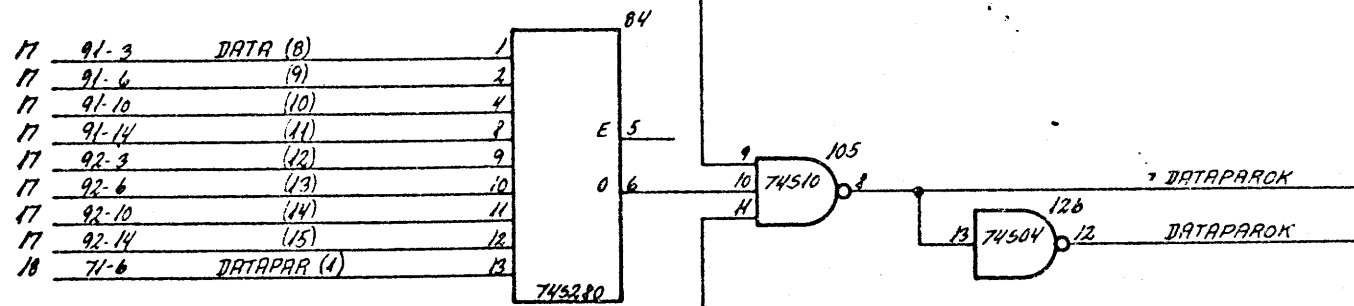 84
17 91-3 DATA (8) 1
17 91-6 (9) 2
17 91-10 (10) 4
17 91-14 (11) 8
E 5
17 92-3 (12) 9
17 92-6 (13) 10
O 6
17 92-10 (14) 11
17 92-14 (15) 12
18 71-6 DATAPAR (1) 13
74S280
105
9
10 74S10 8
11
DATAPAROK
126
13 74S04 12
DATAPAROK